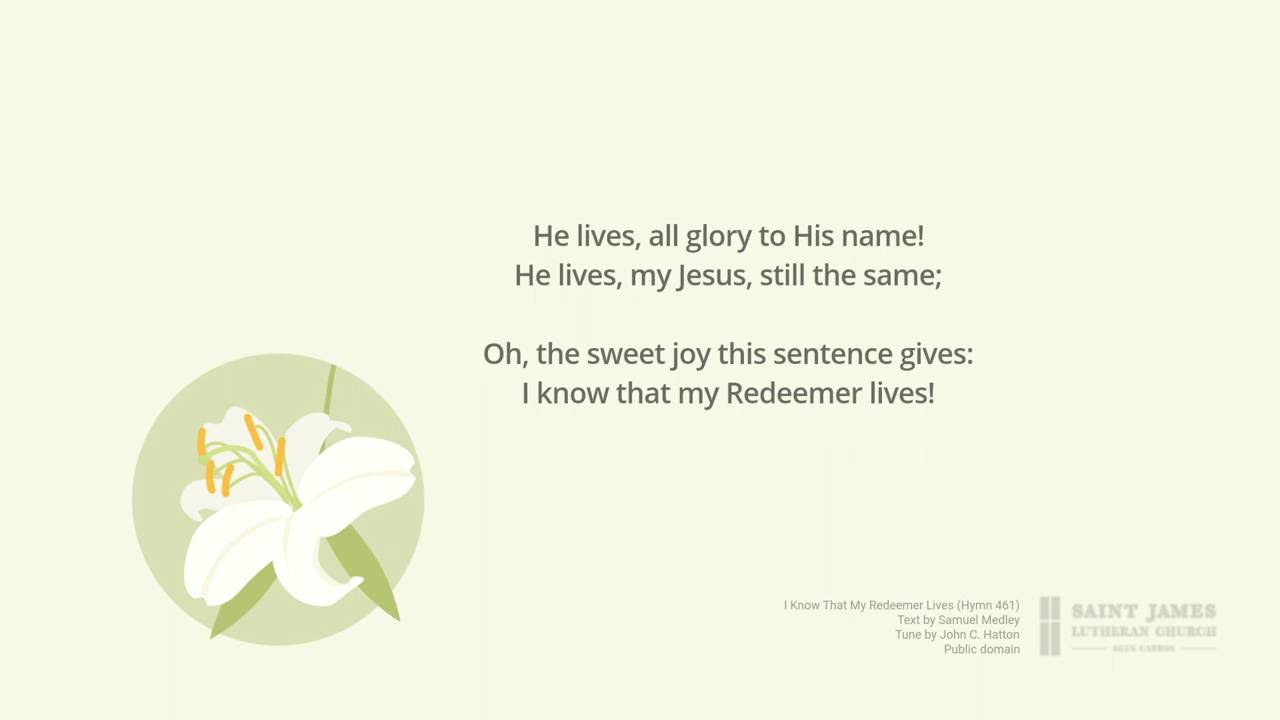 He lives, all glory to His name!
He lives, my Jesus, still the same;
Oh, the sweet joy this sentence gives:
I know that my Redeemer lives!
I Know That My Redeemer Lives (Hymn 461)
Text by Samuel Medley
Tune by John C. Hatton
Public domain
SAINT JAMES
LUTHERAN CHURCH
GLEN CARBON